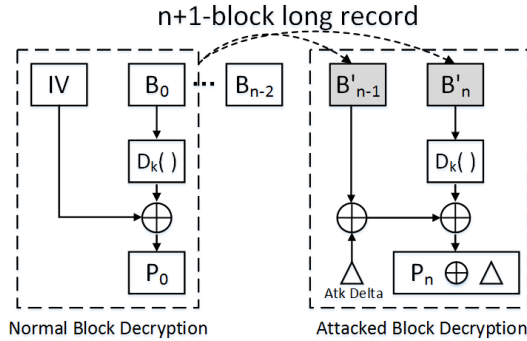 n+1-block long record
IV
B0
...
Bn-2
B'n-1
B'n
Dk( )
Dk( )
P0
Atk Delta
Pn ⊕ △
Normal Block Decryption
Attacked Block Decryption